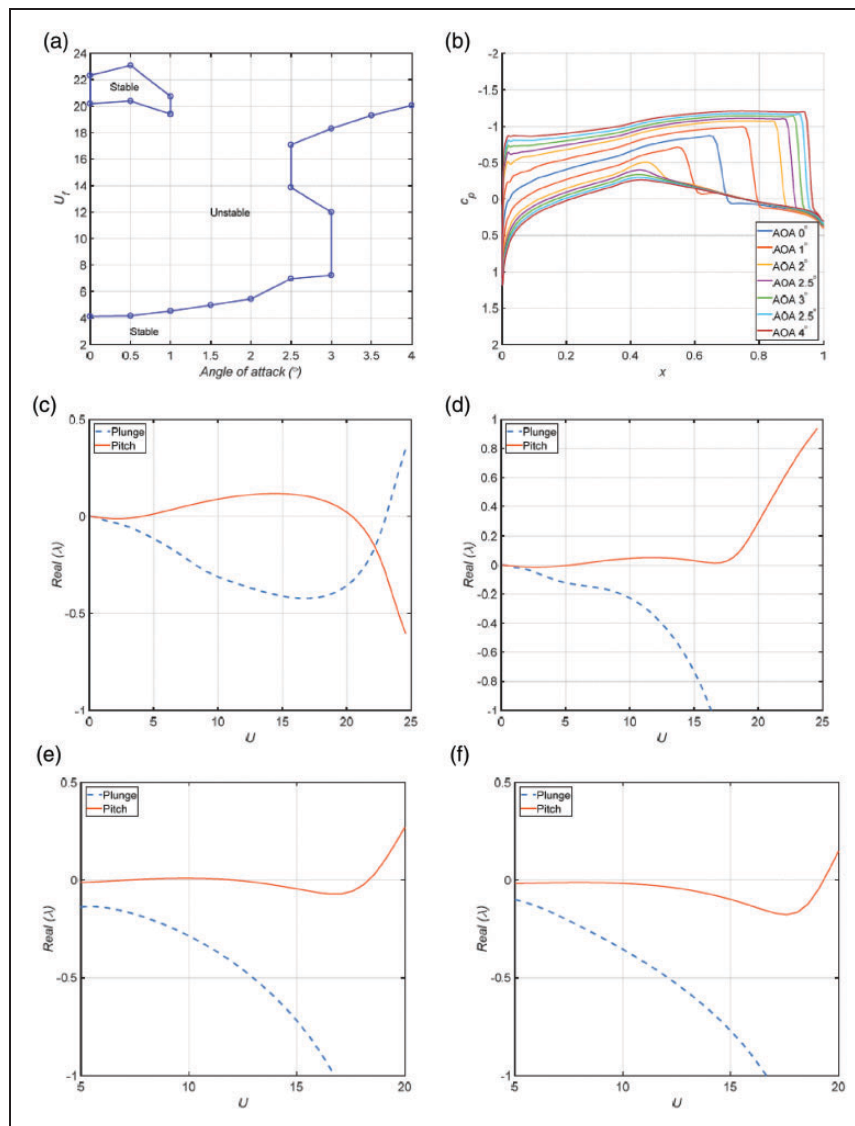 (a)
24
22
20
18
16
14
12
10
8
6
4
2
0
U_f
Stable
Unstable
Stable
0
0.5
1
1.5
2
2.5
3
3.5
4
Angle of attack (°)
(b)
-2
-1.5
-1
-0.5
0
0.5
1
1.5
2
c_p
AOA 0°
AOA 1°
AOA 2°
AOA 2.5°
AOA 3°
AOA 2.5°
AOA 4°
0
0.2
0.4
0.6
0.8
1
x
(c)
0.5
0
-0.5
-1
Real (λ)
Plunge
Pitch
0
5
10
15
20
25
U
(d)
1
0.8
0.6
0.4
0.2
0
-0.2
-0.4
-0.6
-0.8
-1
Real (λ)
Plunge
Pitch
0
5
10
15
20
25
U
(e)
0.5
0
-0.5
-1
Real (λ)
Plunge
Pitch
5
10
15
20
U
(f)
0.5
0
-0.5
-1
Real (λ)
Plunge
Pitch
5
10
15
20
U